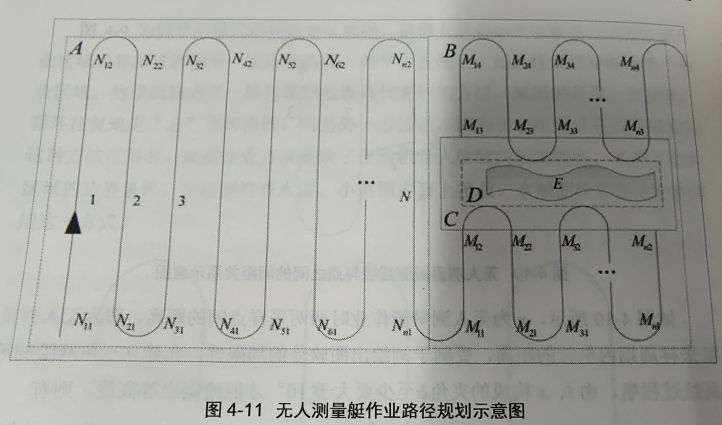 A B
N12 N22 N32 N42 N52 N62 Nn2 M14 M24 M34 Mn4
...
M13 M23 M33 Mn3
1 2 3 ... N D E
C
M12 M22 M32 Mn2
...
N11 N21 N31 N41 N51 N61 Nn1 M11 M21 M31 Mn1
图 4-11 无人测量艇作业路径规划示意图